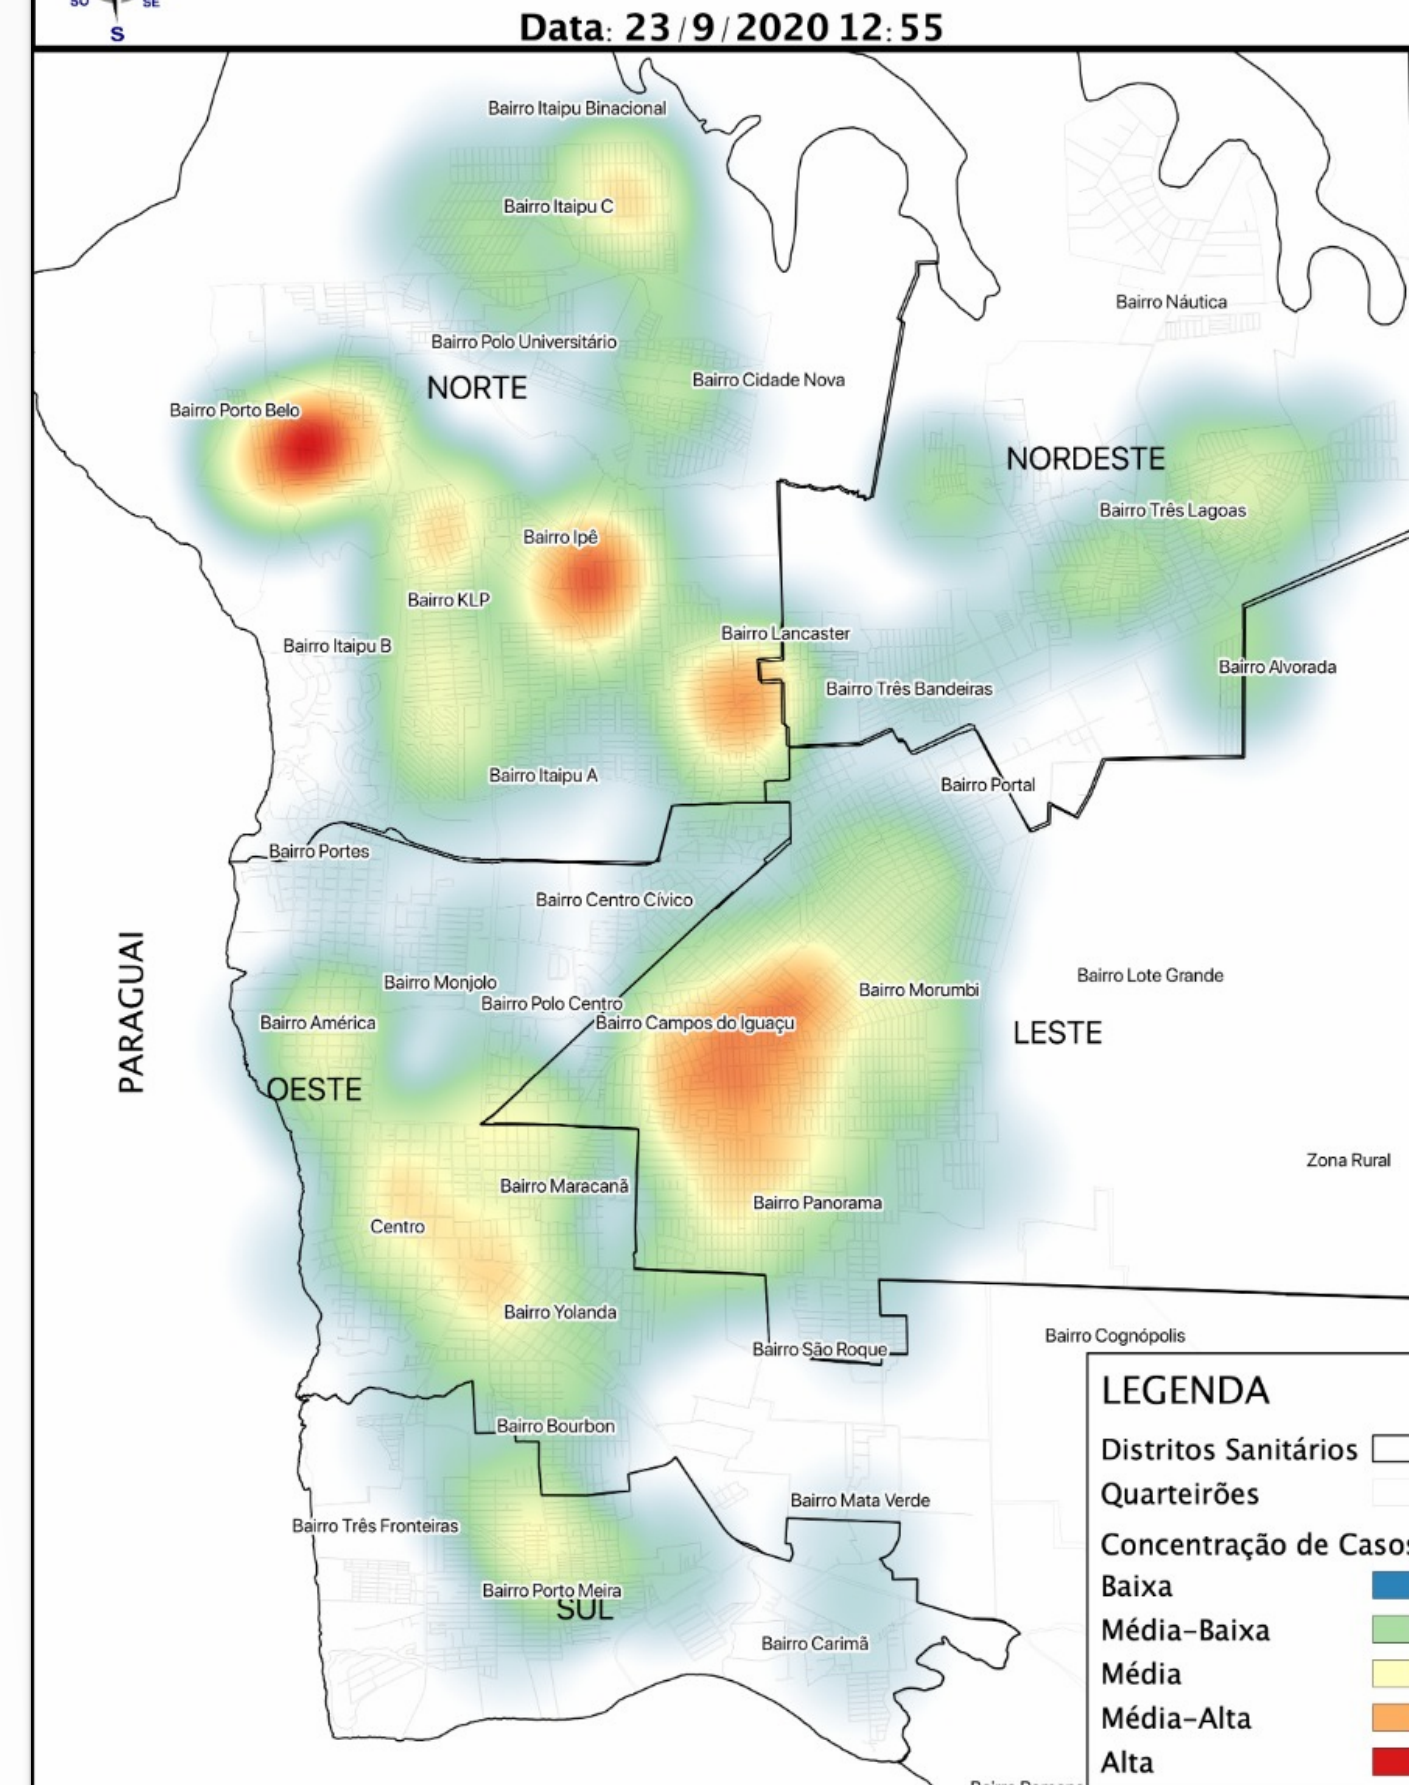 SO
SE
S
Data: 23/9/2020 12:55
Bairro Itaipu Binacional
Bairro Itaipu C
Bairro Náutica
Bairro Polo Universitário
NORTE
Bairro Cidade Nova
Bairro Porto Belo
NORDESTE
Bairro Três Lagoas
Bairro Ipê
Bairro KLP
Bairro Lancaster
Bairro Itaipu B
Bairro Alvorada
Bairro Três Bandeiras
Bairro Itaipu A
Bairro Portal
Bairro Portes
Bairro Centro Cívico
PARAGUAI
Bairro Monjolo
Bairro Lote Grande
Bairro Morumbi
Bairro Polo Centro
Bairro América
Bairro Campos do Iguaçu
LESTE
OESTE
Zona Rural
Bairro Maracanã
Bairro Panorama
Centro
Bairro Yolanda
Bairro Cognópolis
Bairro São Roque
Bairro Bourbon
Bairro Mata Verde
Bairro Três Fronteiras
Bairro Porto Meira
SUL
Bairro Carimã
LEGENDA
Distritos Sanitários
Quarteirões
Concentração de Casos
Baixa
Média-Baixa
Média
Média-Alta
Alta